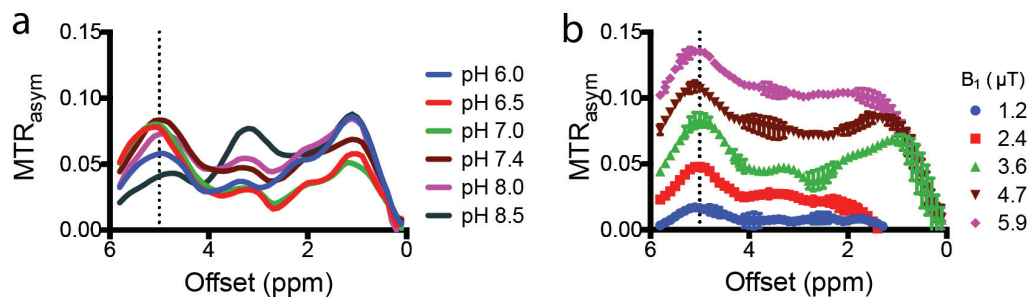 a
0.15
0.10
0.05
0.00
MTRasym
6
4
2
0
Offset (ppm)
pH 6.0
pH 6.5
pH 7.0
pH 7.4
pH 8.0
pH 8.5
b
0.15
0.10
0.05
0.00
MTRasym
6
4
2
0
Offset (ppm)
B1 (μT)
1.2
2.4
3.6
4.7
5.9